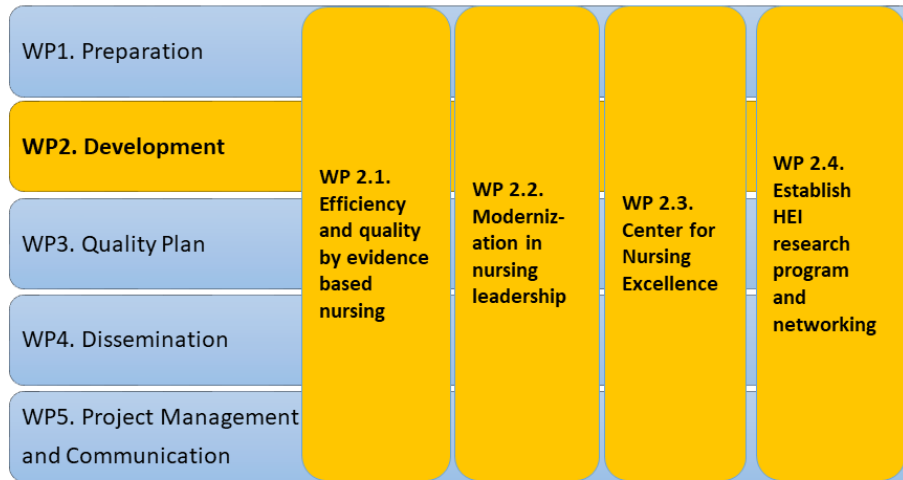 WP1. Preparation
WP2. Development
WP3. Quality Plan
WP4. Dissemination
WP5. Project Management
and Communication
WP 2.1.
Efficiency
and quality
by evidence
based
nursing
WP 2.2.
Moderniz-
ation in
nursing
leadership
WP 2.3.
Center for
Nursing
Excellence
WP 2.4.
Establish
HEI
research
program
and
networking